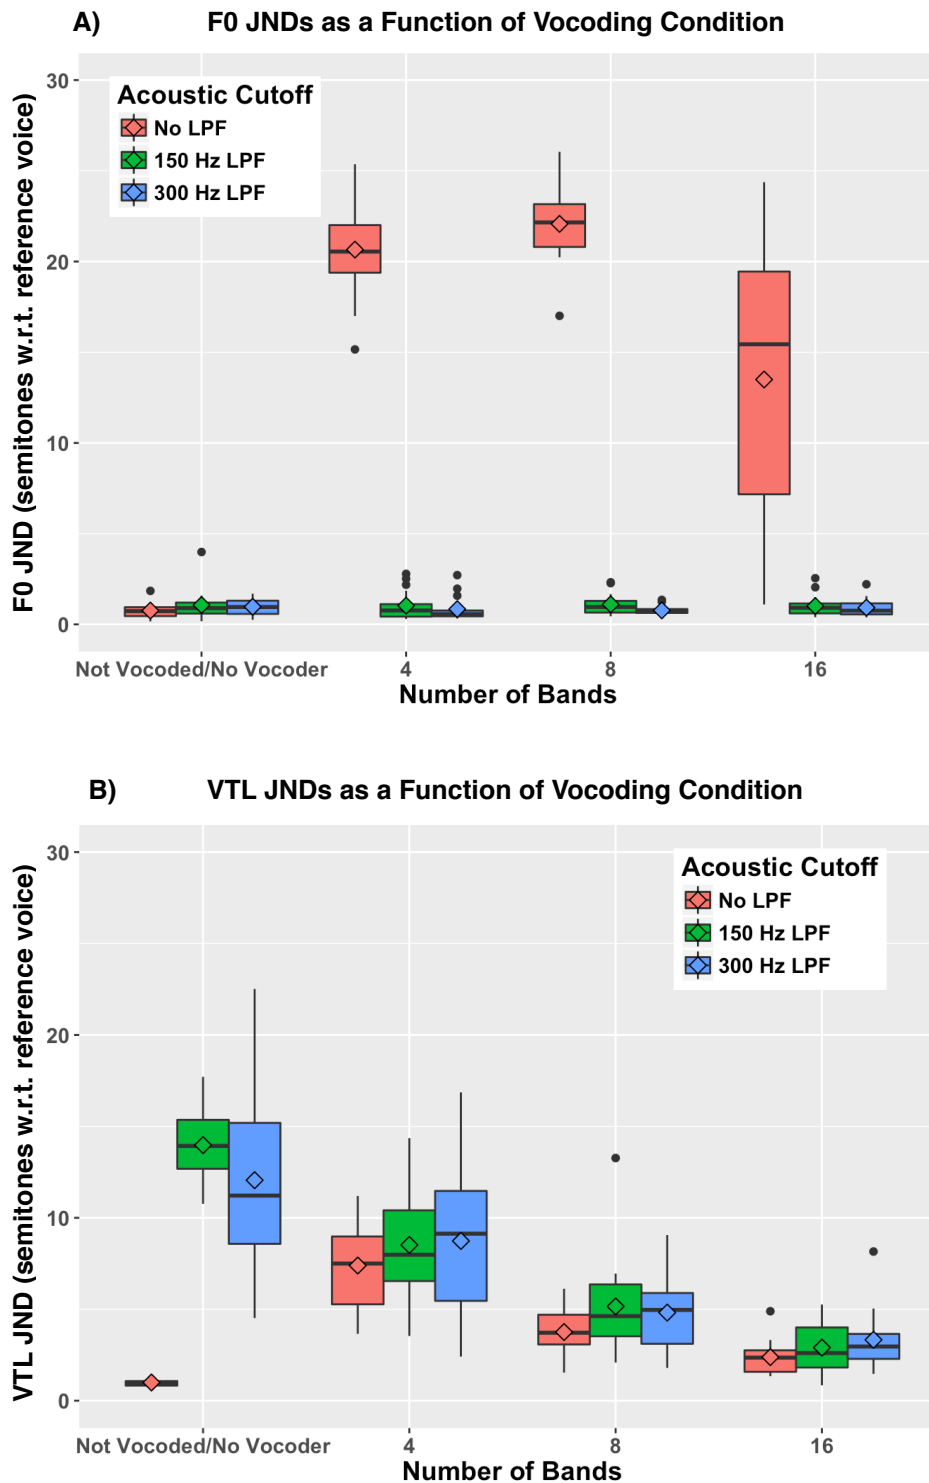 A) F0 JNDs as a Function of Vocoding Condition
F0 JND (semitones w.r.t. reference voice)
30
20
10
0
Acoustic Cutoff
No LPF
150 Hz LPF
300 Hz LPF
Not Vocoded/No Vocoder 4 8 16
Number of Bands
B) VTL JNDs as a Function of Vocoding Condition
VTL JND (semitones w.r.t. reference voice)
30
20
10
0
Acoustic Cutoff
No LPF
150 Hz LPF
300 Hz LPF
Not Vocoded/No Vocoder 4 8 16
Number of Bands